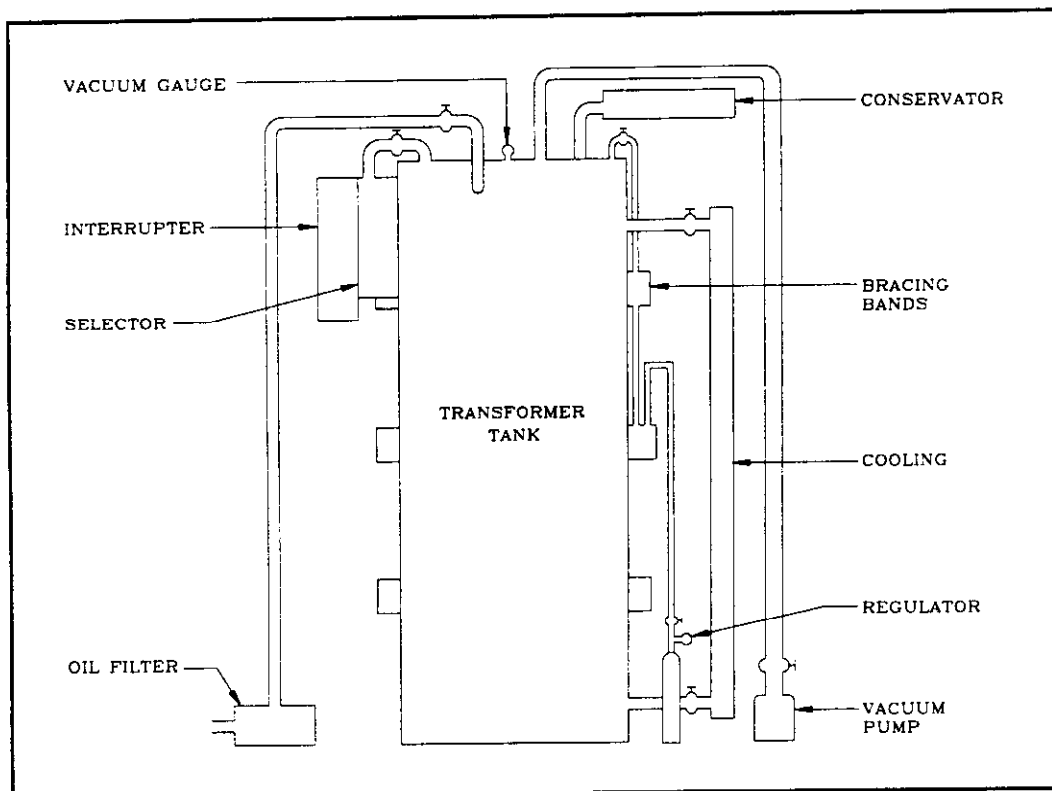 VACUUM GAUGE
CONSERVATOR
INTERRUPTER
BRACING
BANDS
SELECTOR
TRANSFORMER
TANK
COOLING
REGULATOR
OIL FILTER
VACUUM
PUMP